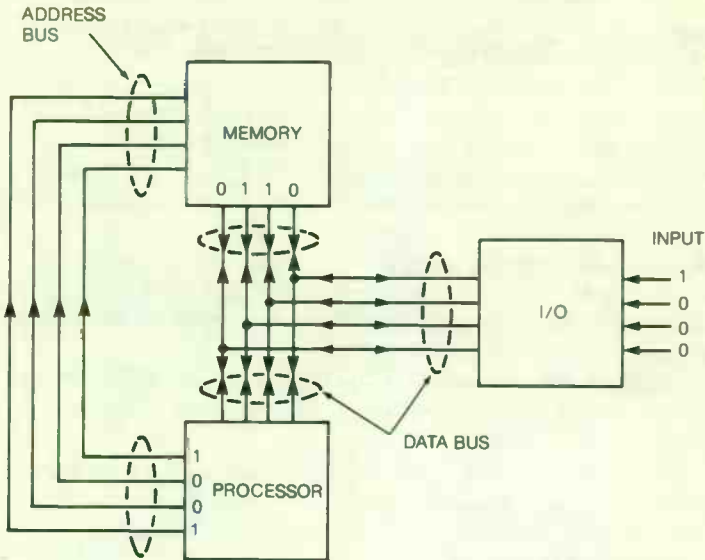 ADDRESS
BUS
MEMORY
0 1 1 0
INPUT
1
0
0
0
I/O
DATA BUS
PROCESSOR
1
0
0
1